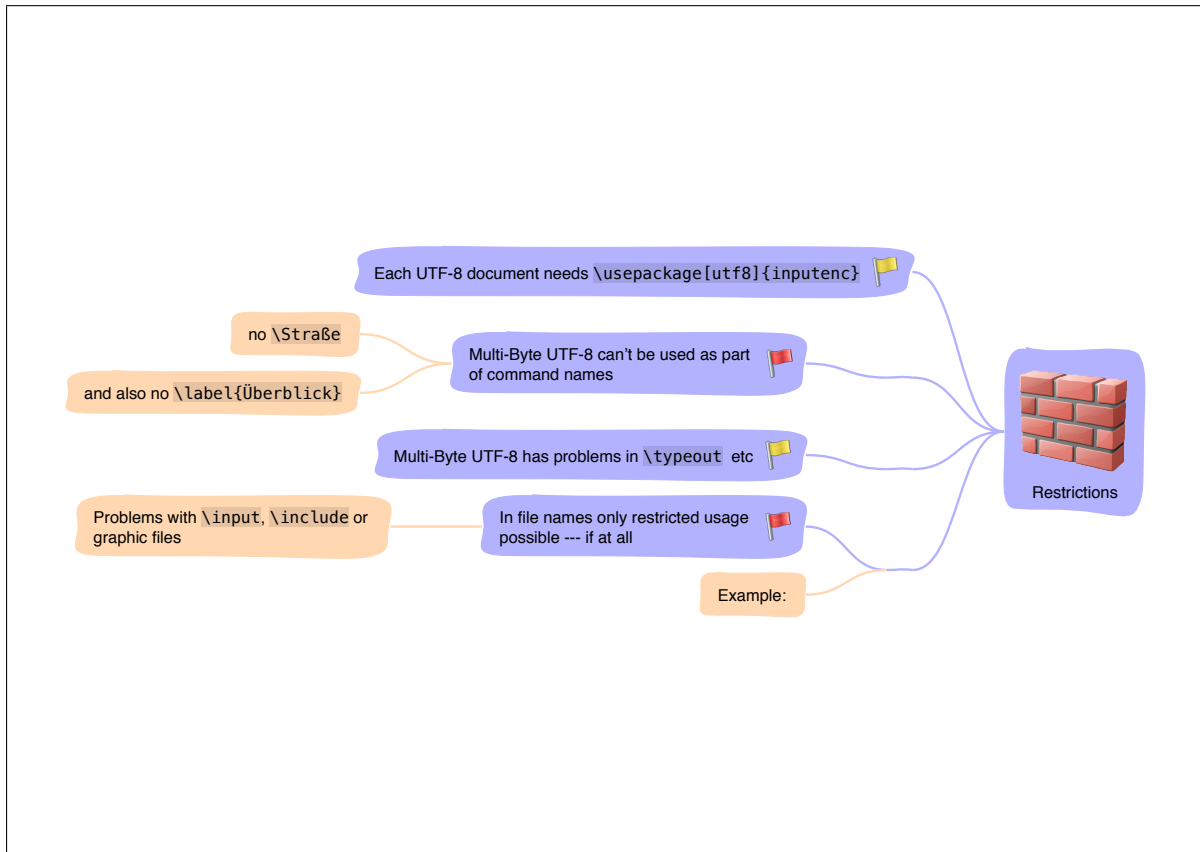 Each UTF-8 document needs \usepackage[utf8]{inputenc}
no \Straße
Multi-Byte UTF-8 can't be used as part
of command names
and also no \label{Überblick}
Multi-Byte UTF-8 has problems in \typeout etc
Restrictions
Problems with \input, \include or
graphic files
In file names only restricted usage
possible --- if at all
Example: